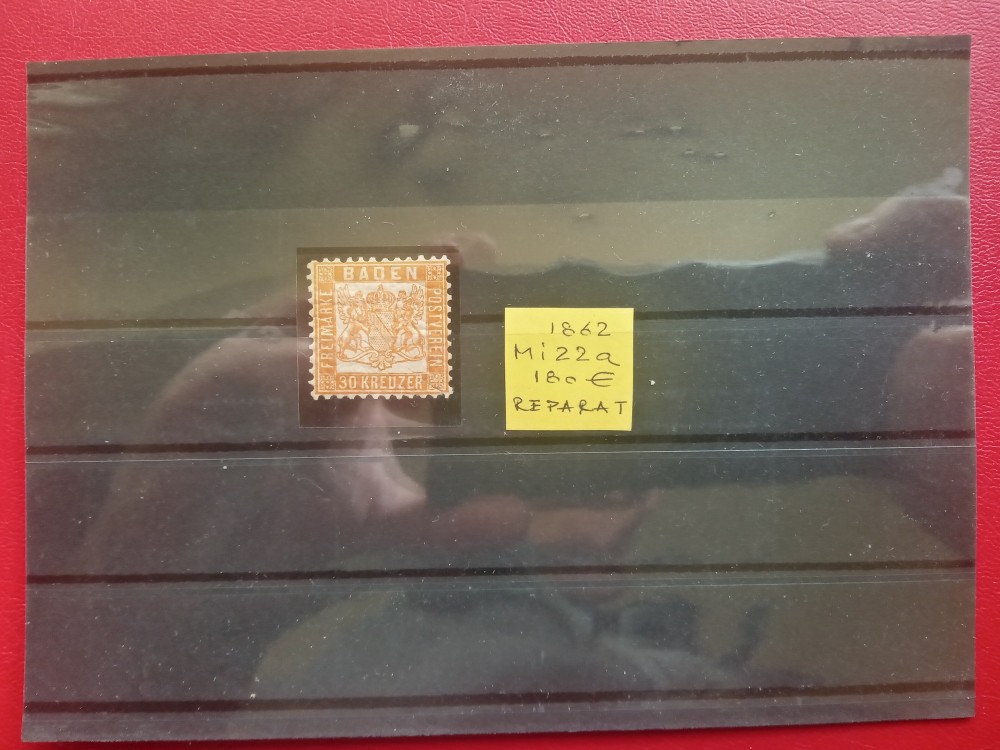 BADEN
FREIMARKE
POSTVEREIN
30 KREUZER
1862
Mi 22a
180 €
REPARAT